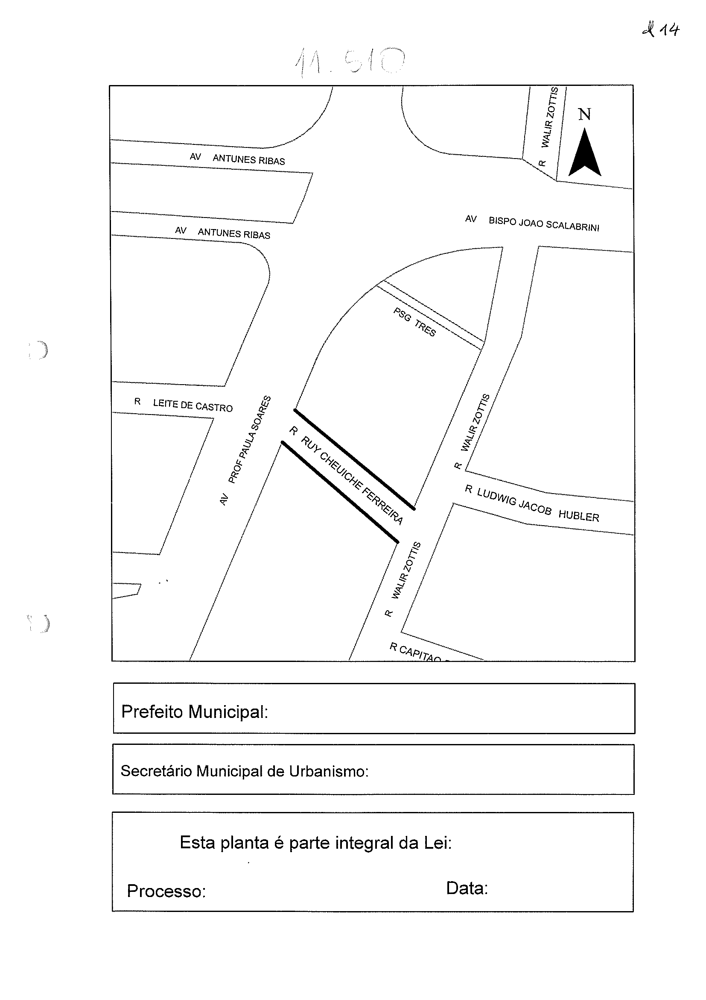 14
11.510
R WALIR ZOTTIS
N
AV ANTUNES RIBAS
AV BISPO JOAO SCALABRINI
AV ANTUNES RIBAS
PSG TRES
R LEITE DE CASTRO
AV PROF PAULA SOARES
R WALIR ZOTTIS
R RUY CHEUICHE FERREIRA
R LUDWIG JACOB HUBLER
R WALIR ZOTTIS
R CAPITAO
Prefeito Municipal:
Secretário Municipal de Urbanismo:
Esta planta é parte integral da Lei:
Processo:
Data: